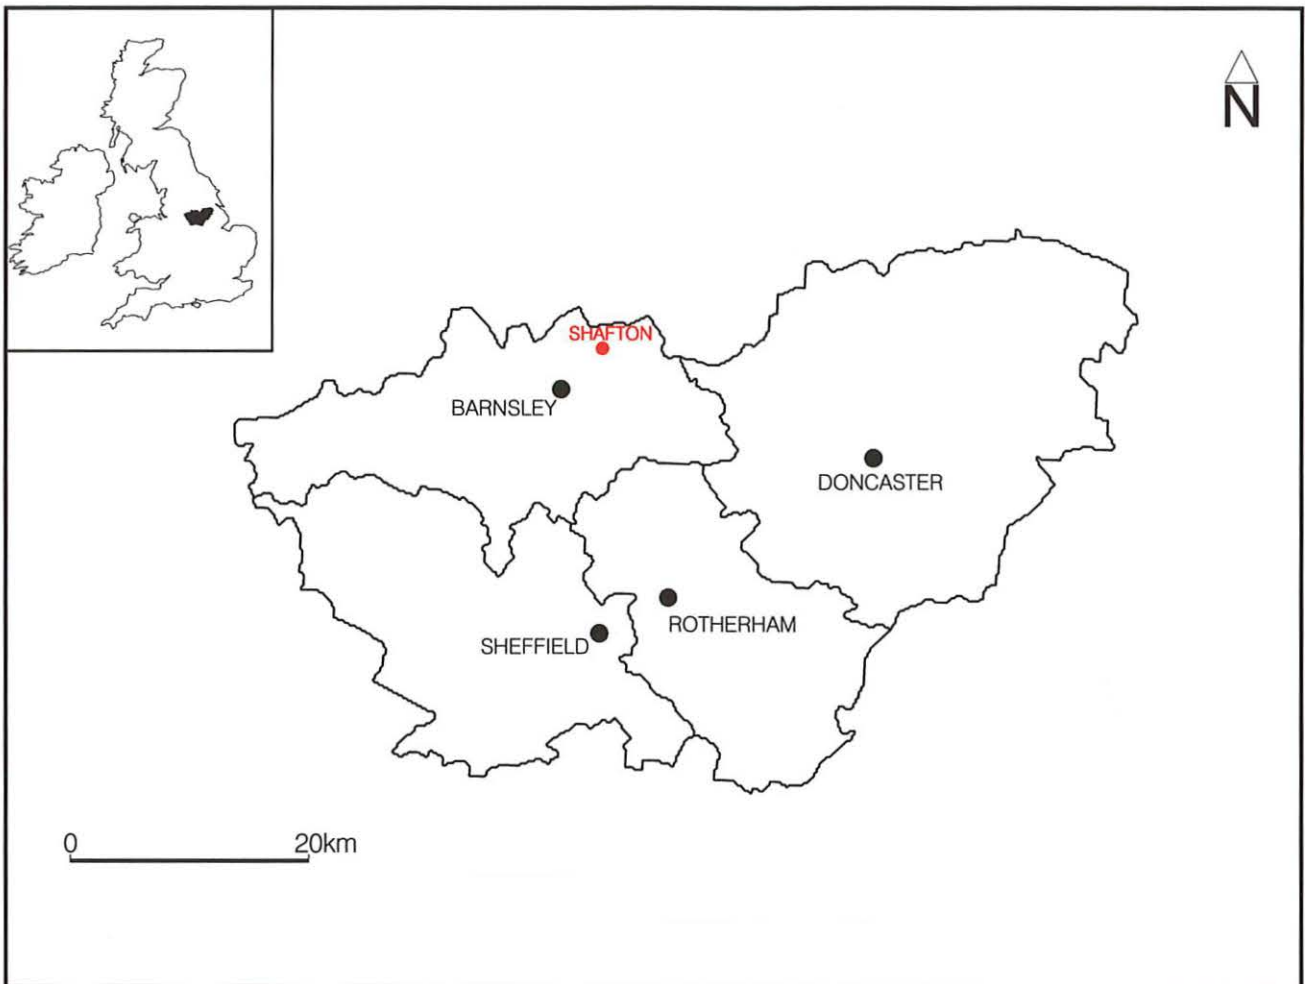 N
SHAFTON
BARNSLEY
DONCASTER
ROTHERHAM
SHEFFIELD
0 20km